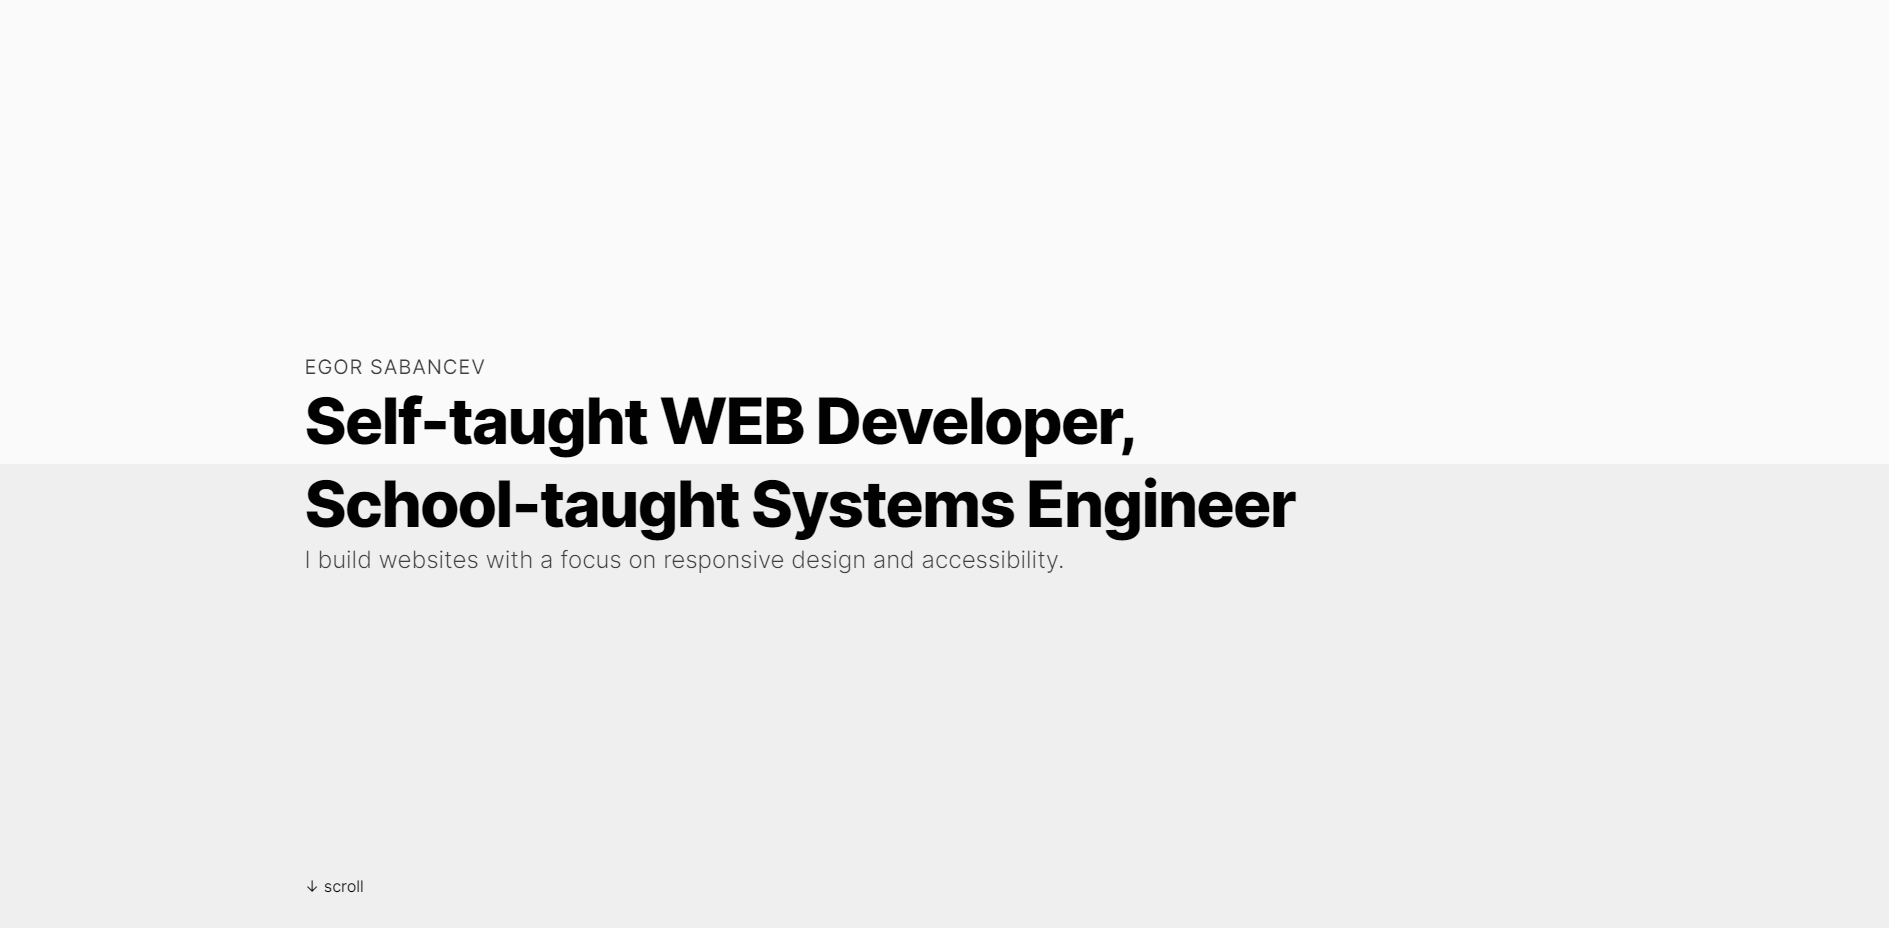 EGOR SABANCEV
Self-taught WEB Developer,
School-taught Systems Engineer
I build websites with a focus on responsive design and accessibility.
↓ scroll